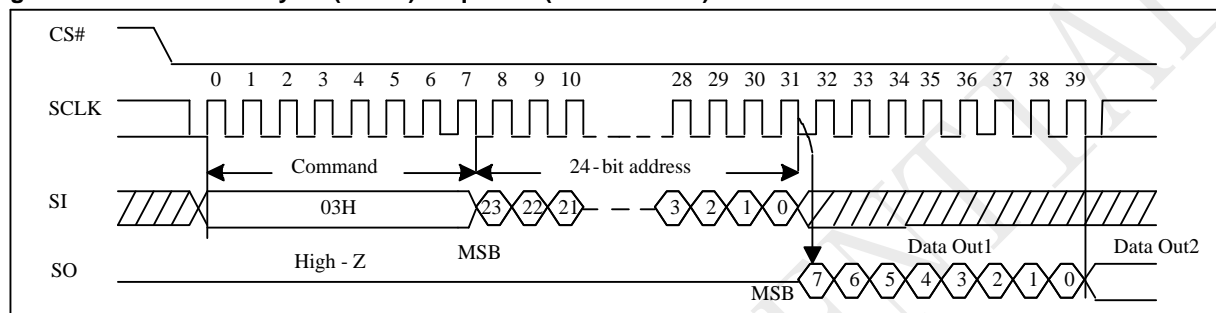 CS#
0 1 2 3 4 5 6 7 8 9 10 28 29 30 31 32 33 34 35 36 37 38 39
SCLK
Command 24-bit address
SI 03H 23 22 21 3 2 1 0
Data Out1 Data Out2
High - Z MSB
SO
MSB 7 6 5 4 3 2 1 0